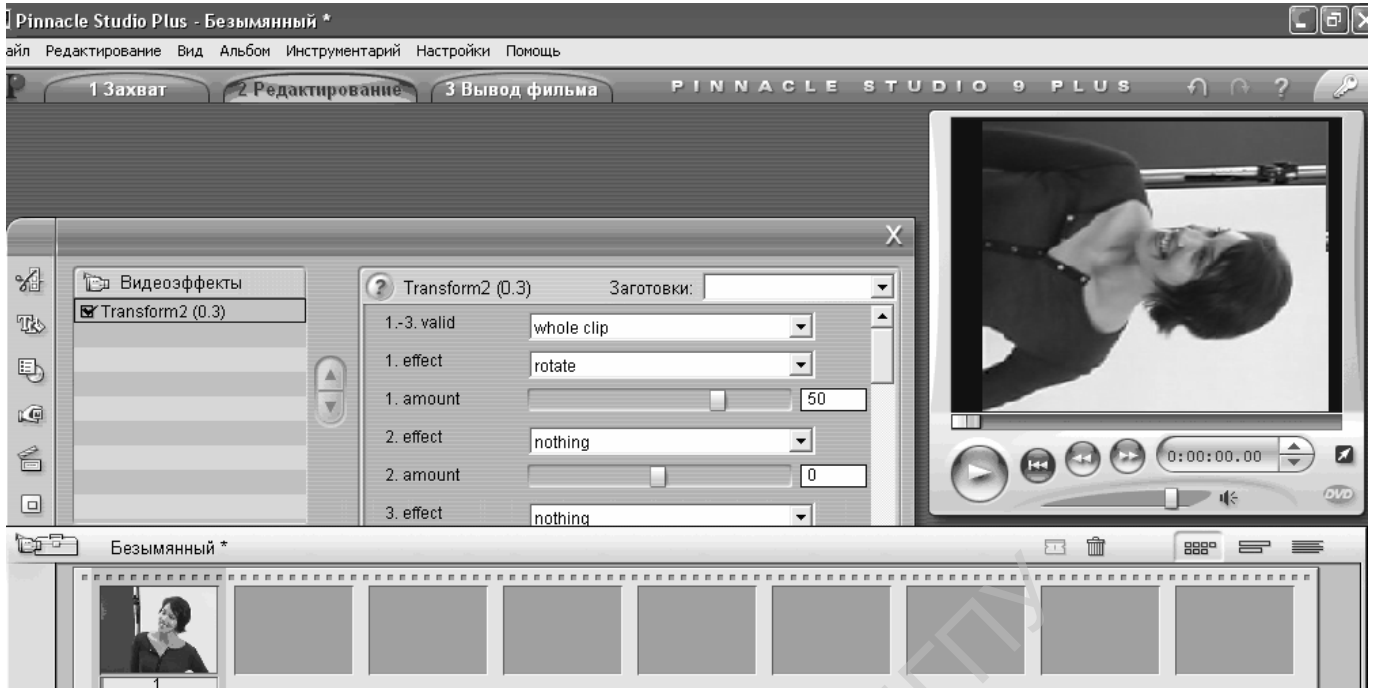 Pinnacle Studio Plus - Безымянный *
айл Редактирование Вид Альбом Инструментарий Настройки Помощь
1 Захват 2 Редактирование 3 Вывод фильма PINNACLE STUDIO 9 PLUS ?
X
Видеоэффекты
Transform2 (0.3)
? Transform2 (0.3) Заготовки:
1.-3. valid whole clip
1. effect rotate
1. amount 50
2. effect nothing
2. amount 0
3. effect nothing
0:00:00.00
DVD
Безымянный *
1